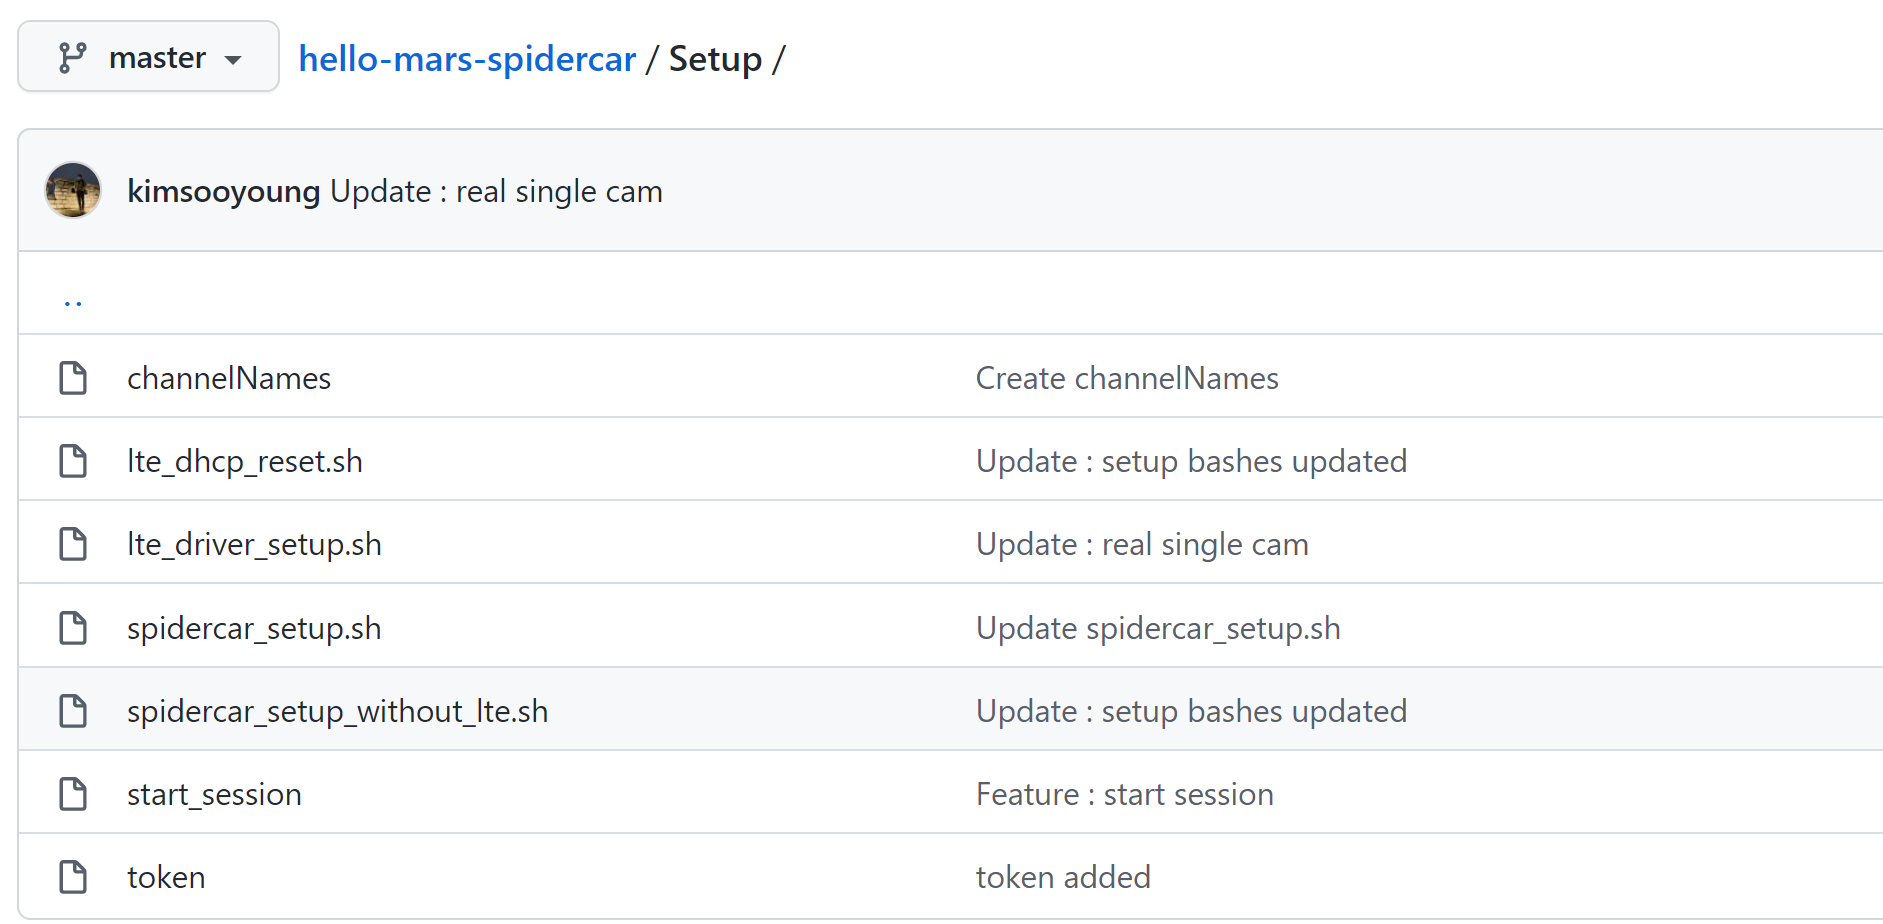 master hello-mars-spidercar / Setup /
kimsooyoung Update : real single cam
..
channelNames Create channelNames
lte_dhcp_reset.sh Update : setup bashes updated
lte_driver_setup.sh Update : real single cam
spidercar_setup.sh Update spidercar_setup.sh
spidercar_setup_without_lte.sh Update : setup bashes updated
start_session Feature : start session
token token added